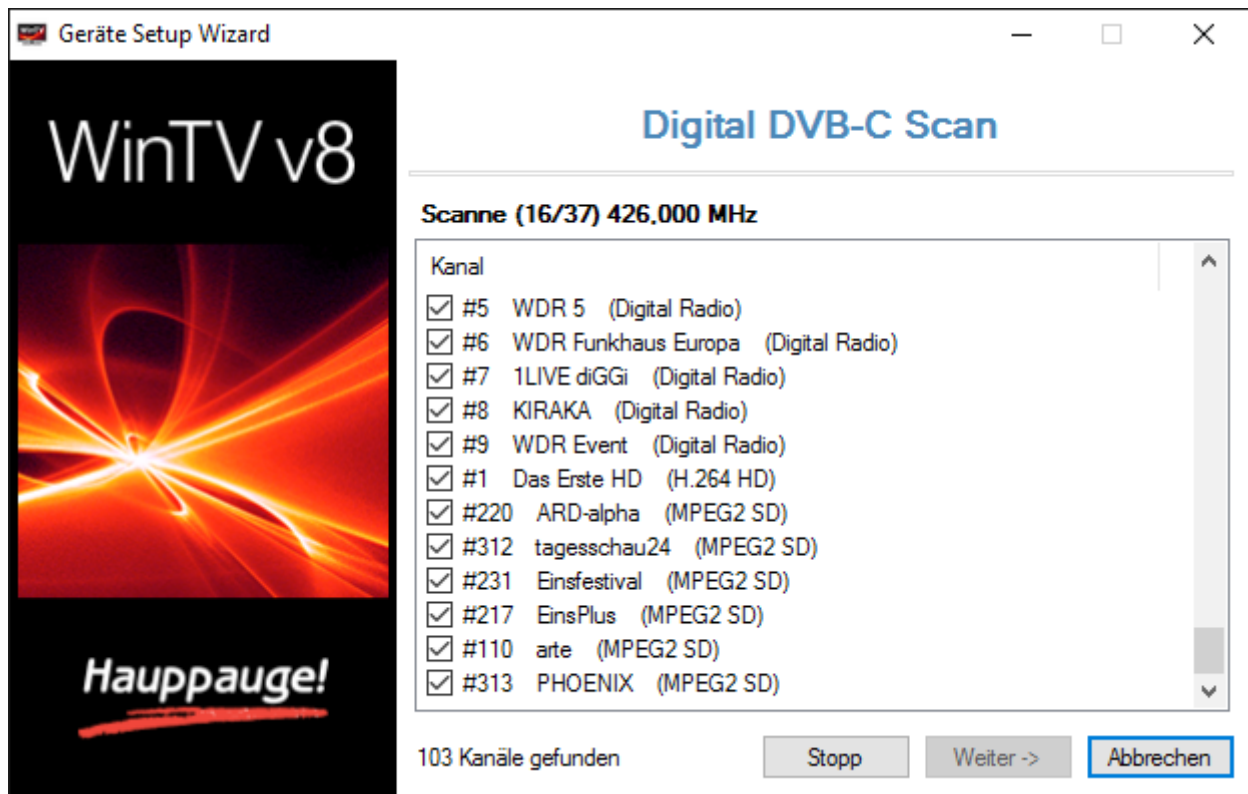 Geräte Setup Wizard
WinTV v8
Digital DVB-C Scan
Scanne (16/37) 426,000 MHz
Kanal
#5 WDR 5 (Digital Radio)
#6 WDR Funkhaus Europa (Digital Radio)
#7 1LIVE diGGi (Digital Radio)
#8 KIRAKA (Digital Radio)
#9 WDR Event (Digital Radio)
#1 Das Erste HD (H.264 HD)
#220 ARD-alpha (MPEG2 SD)
#312 tagesschau24 (MPEG2 SD)
#231 Einsfestival (MPEG2 SD)
#217 EinsPlus (MPEG2 SD)
#110 arte (MPEG2 SD)
#313 PHOENIX (MPEG2 SD)
Hauppauge!
103 Kanäle gefunden
Stopp
Weiter ->
Abbrechen